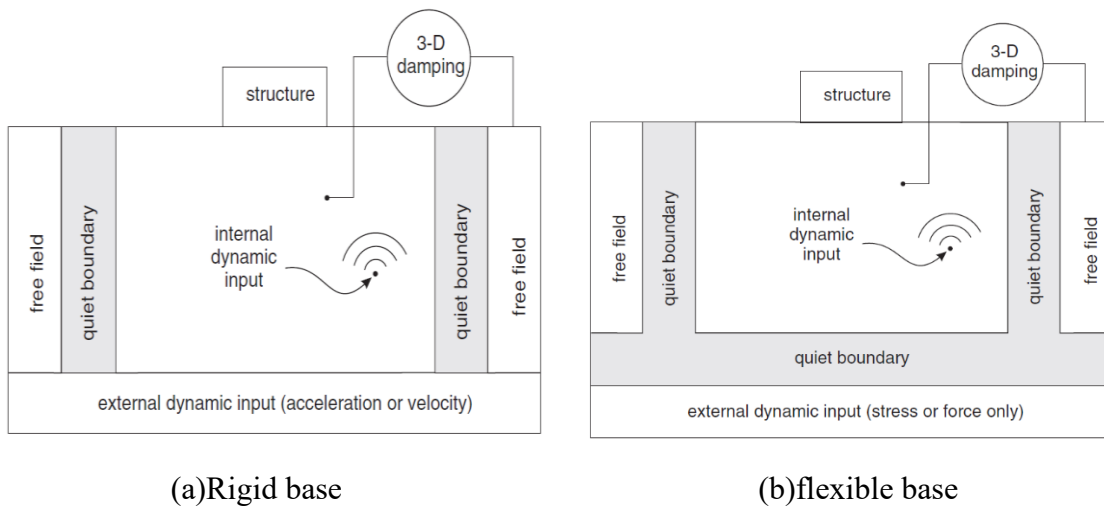 3-D
damping
structure
free field
quiet boundary
internal
dynamic
input
quiet boundary
free field
external dynamic input (acceleration or velocity)
(a)Rigid base
3-D
damping
structure
free field
quiet boundary
internal
dynamic
input
quiet boundary
free field
quiet boundary
external dynamic input (stress or force only)
(b)flexible base